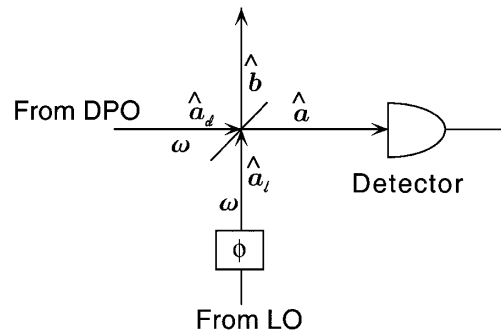 b̂
From DPO
â_d
â
ω
Detector
â_l
ω
ϕ
From LO